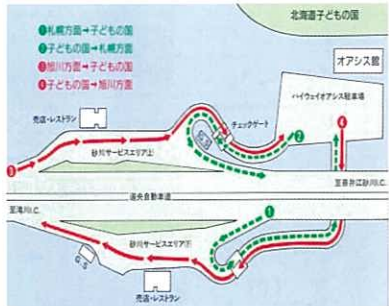 北海道子どもの国
❶札幌方面➡子どもの国
❷子どもの国➡札幌方面
❸旭川方面➡子どもの国
❹子どもの国➡旭川方面
オアシス館
ハイウェイオアシス駐車場
売店・レストラン
チェックゲート
G.S
❹
❷
砂川サービスエリア(上)
❸
至奈井江砂川I.C.
道央自動車道
至滝川I.C.
❶
砂川サービスエリア(下)
G.S
売店・レストラン